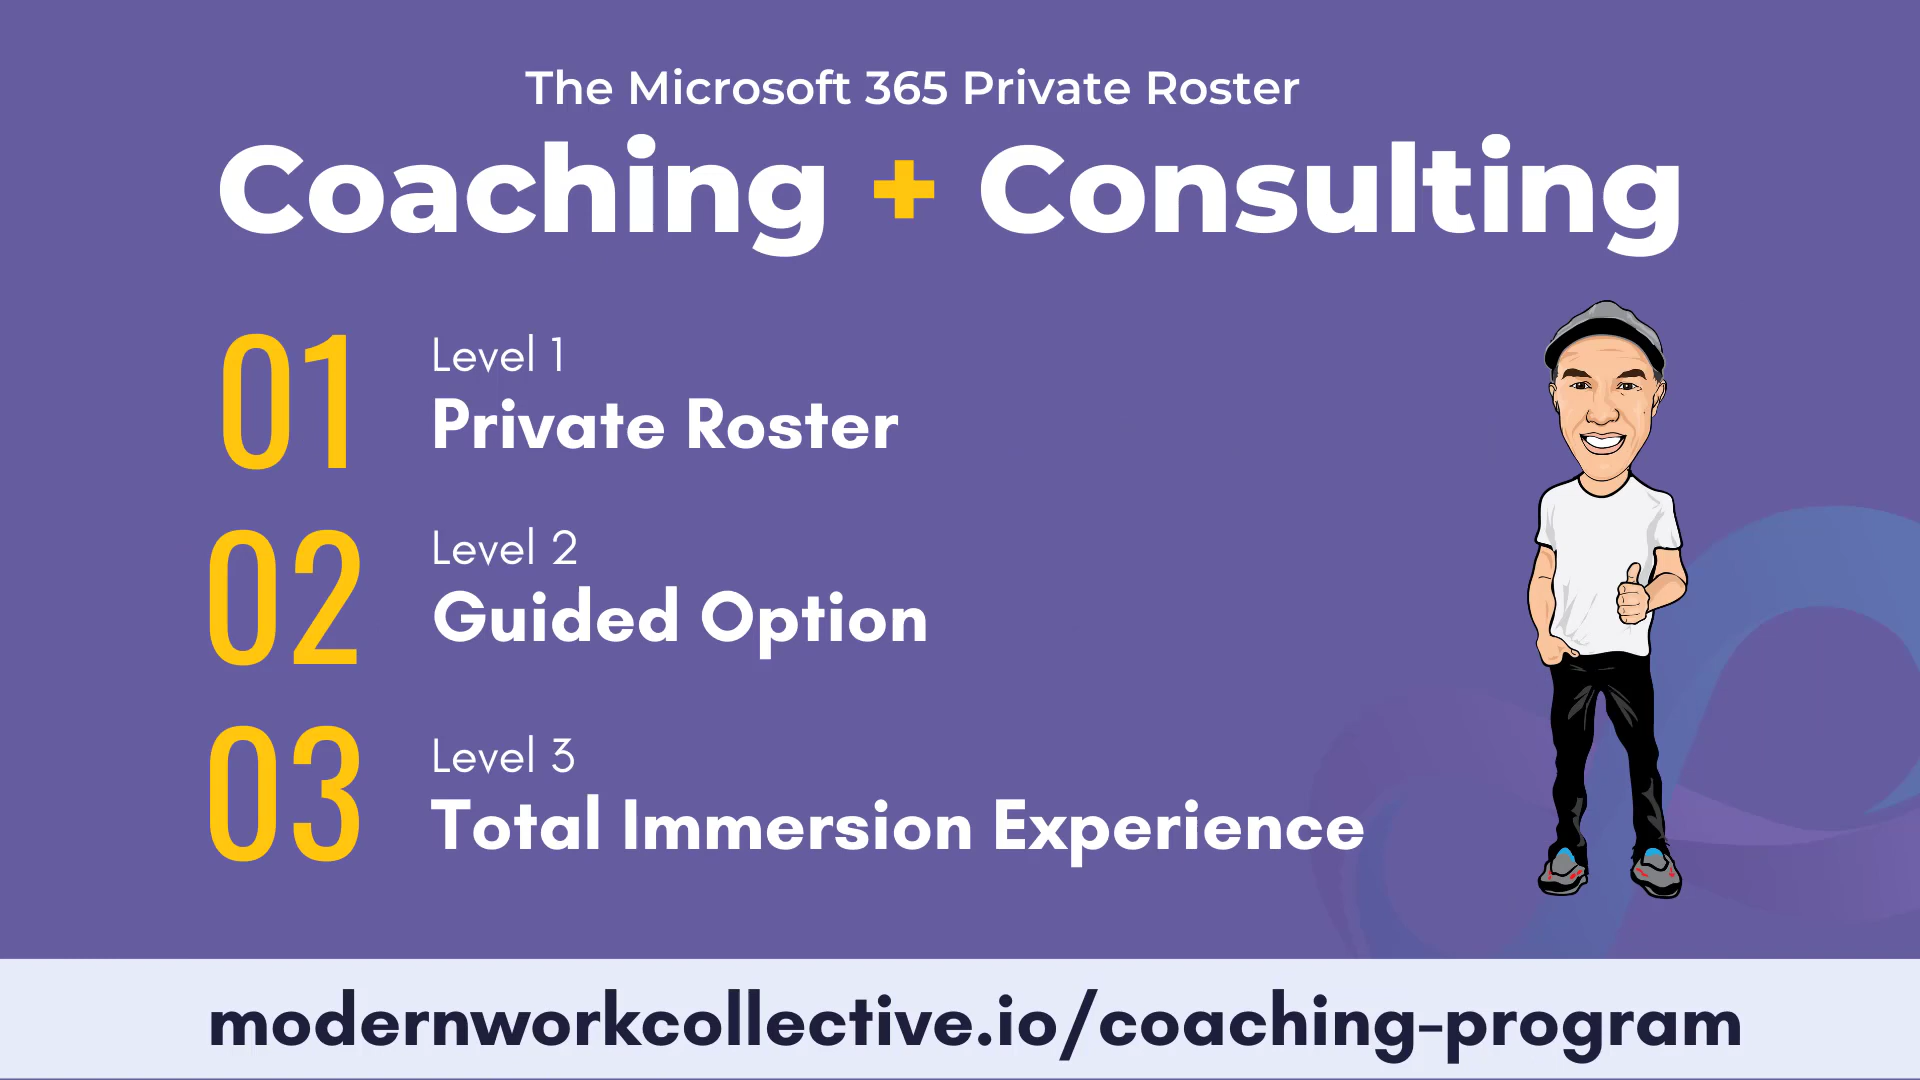 The Microsoft 365 Private Roster
Coaching + Consulting
01
Level 1
Private Roster
02
Level 2
Guided Option
03
Level 3
Total Immersion Experience
modernworkcollective.io/coaching-program